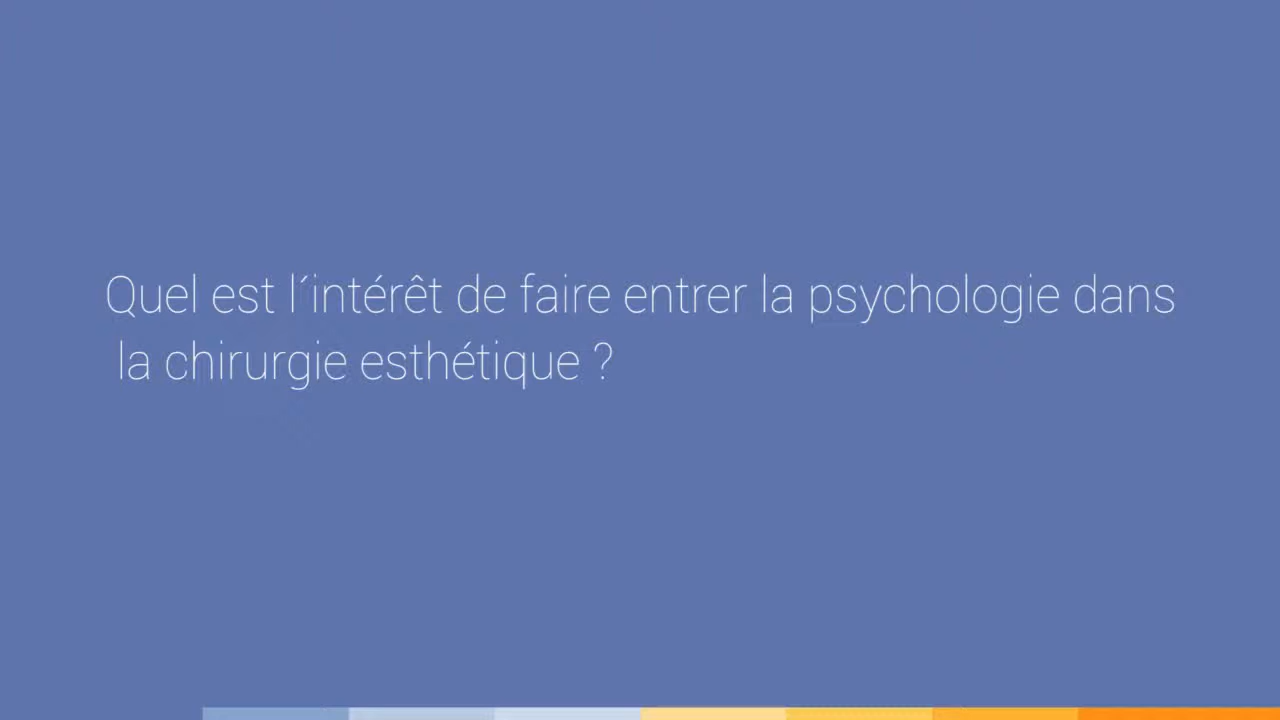 Quel est l´intérêt de faire entrer la psychologie dans
la chirurgie esthétique ?